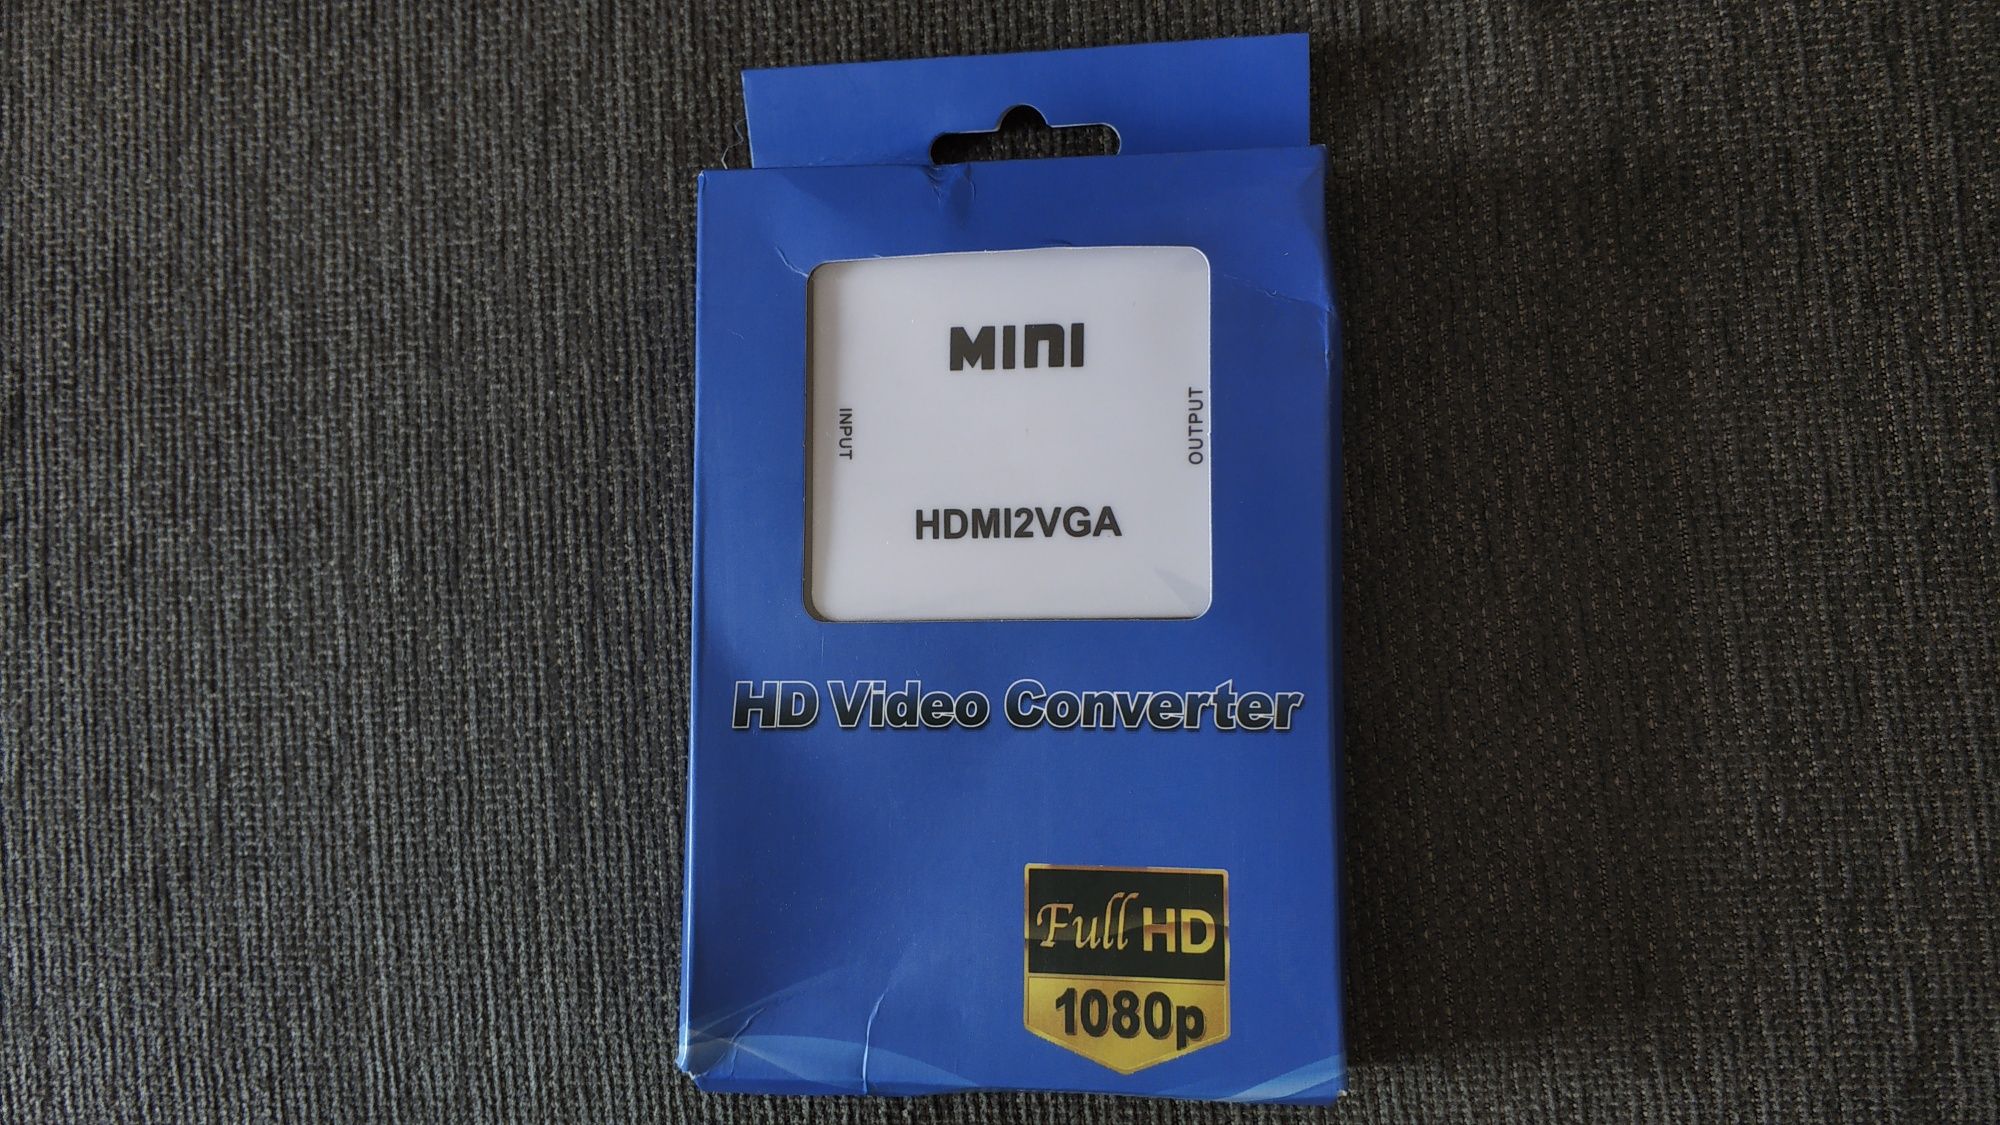 MINI
INPUT
OUTPUT
HDMI2VGA
HD Video Converter
Full HD
1080p